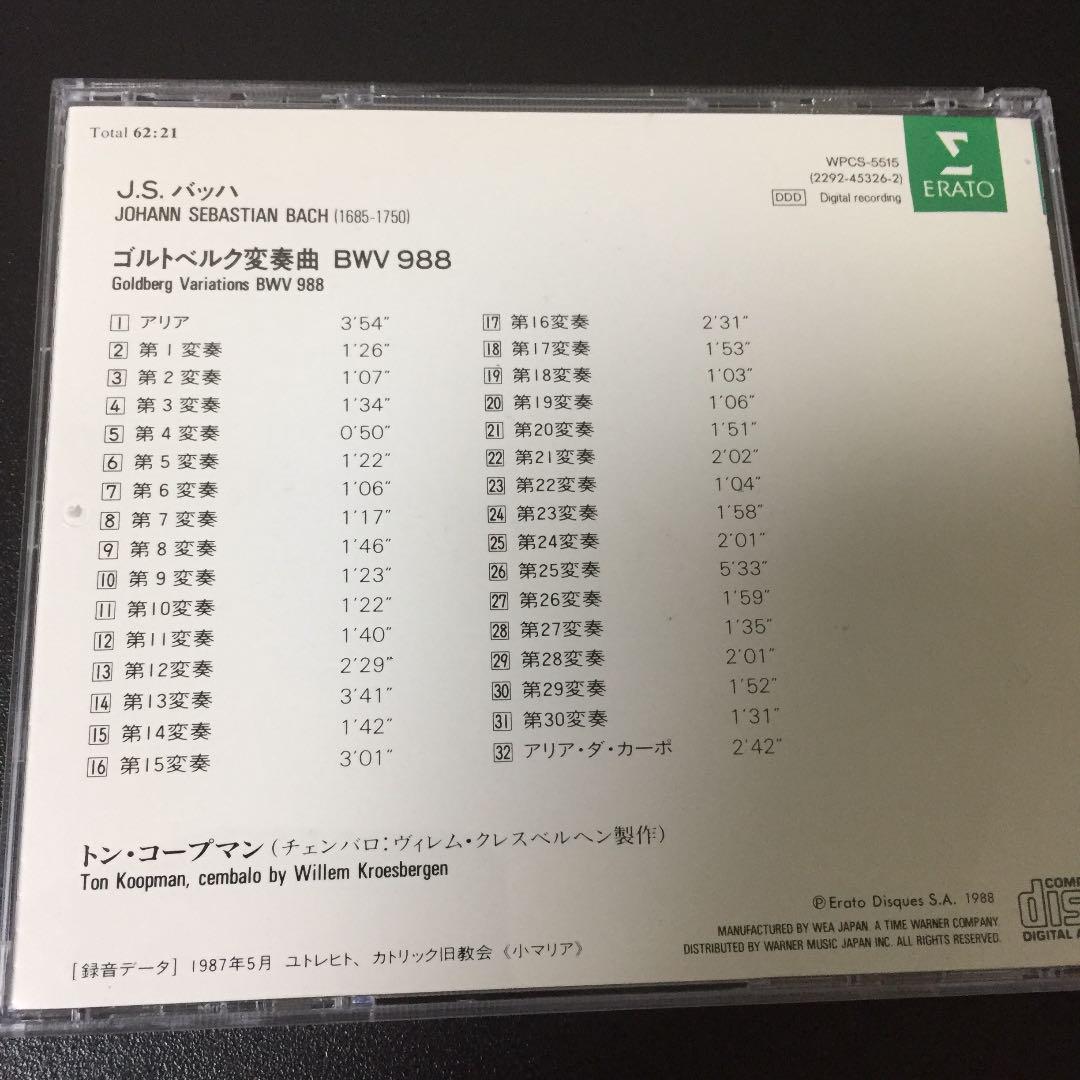 Total 62:21
WPCS-5515
(2292-45326-2)
DDD Digital recording
ERATO
J.S. バッハ
JOHANN SEBASTIAN BACH (1685-1750)
ゴルトベルク変奏曲 BWV 988
Goldberg Variations BWV 988
1 アリア 3'54"
2 第1変奏 1'26"
3 第2変奏 1'07"
4 第3変奏 1'34"
5 第4変奏 0'50"
6 第5変奏 1'22"
7 第6変奏 1'06"
8 第7変奏 1'17"
9 第8変奏 1'46"
10 第9変奏 1'23"
11 第10変奏 1'22"
12 第11変奏 1'40"
13 第12変奏 2'29"
14 第13変奏 3'41"
15 第14変奏 1'42"
16 第15変奏 3'01"
17 第16変奏 2'31"
18 第17変奏 1'53"
19 第18変奏 1'03"
20 第19変奏 1'06"
21 第20変奏 1'51"
22 第21変奏 2'02"
23 第22変奏 1'04"
24 第23変奏 1'58"
25 第24変奏 2'01"
26 第25変奏 5'33"
27 第26変奏 1'59"
28 第27変奏 1'35"
29 第28変奏 2'01"
30 第29変奏 1'52"
31 第30変奏 1'31"
32 アリア・ダ・カーポ 2'42"
トン・コープマン(チェンバロ:ヴィレム・クレスベルヘン製作)
Ton Koopman, cembalo by Willem Kroesbergen
℗Erato Disques S.A. 1988
MANUFACTURED BY WEA JAPAN. A TIME WARNER COMPANY.
DISTRIBUTED BY WARNER MUSIC JAPAN INC. ALL RIGHTS RESERVED.
[録音データ] 1987年5月 ユトレヒト、カトリック旧教会《小マリア》
DIGITAL